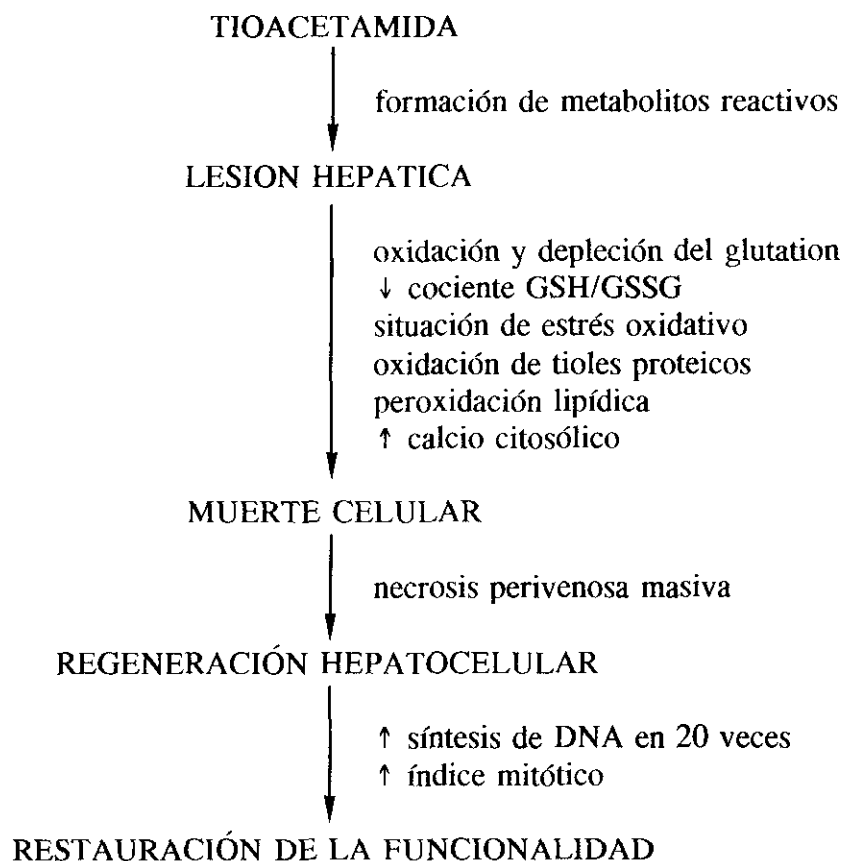 TIOACETAMIDA
formación de metabolitos reactivos
LESION HEPATICA
oxidación y depleción del glutation
↓ cociente GSH/GSSG
situación de estrés oxidativo
oxidación de tioles proteicos
peroxidación lipídica
↑ calcio citosólico
MUERTE CELULAR
necrosis perivenosa masiva
REGENERACIÓN HEPATOCELULAR
↑ síntesis de DNA en 20 veces
↑ índice mitótico
RESTAURACIÓN DE LA FUNCIONALIDAD